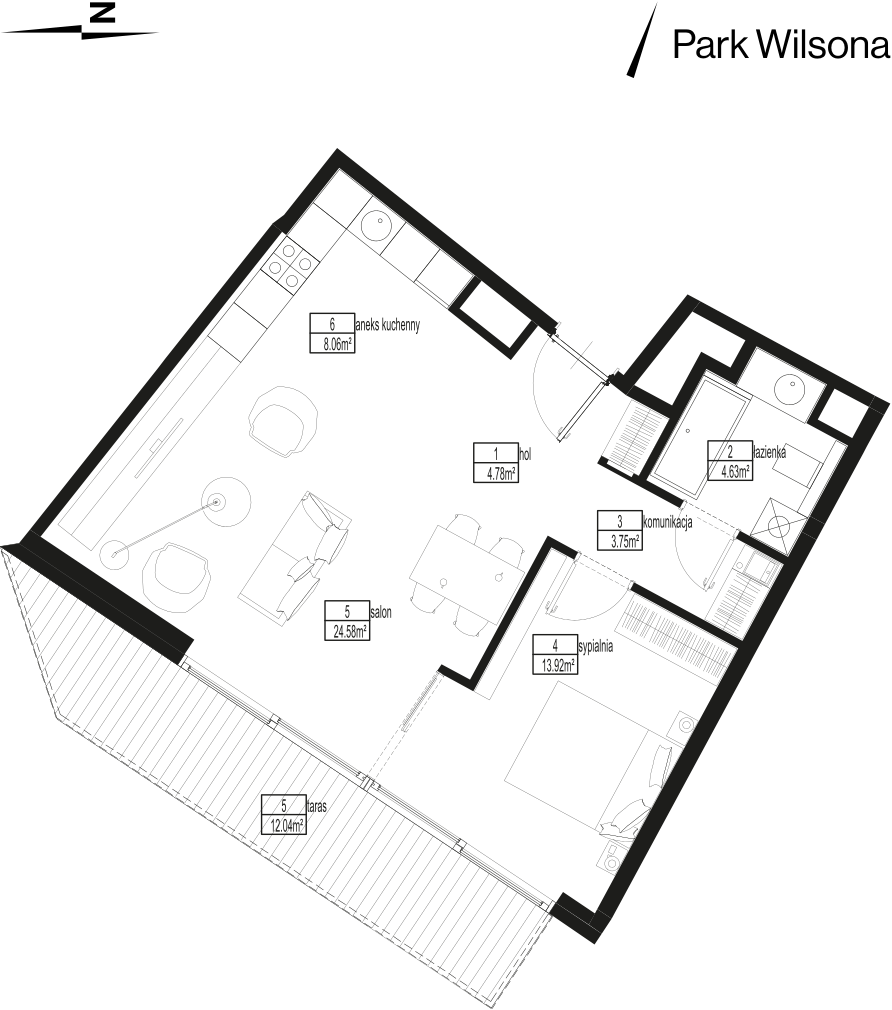 N
Park Wilsona
6 aneks kuchenny
8.06m²
1 hol
4.78m²
2 łazienka
4.63m²
3 komunikacja
3.75m²
5 salon
24.58m²
4 sypialnia
13.92m²
5 taras
12.04m²